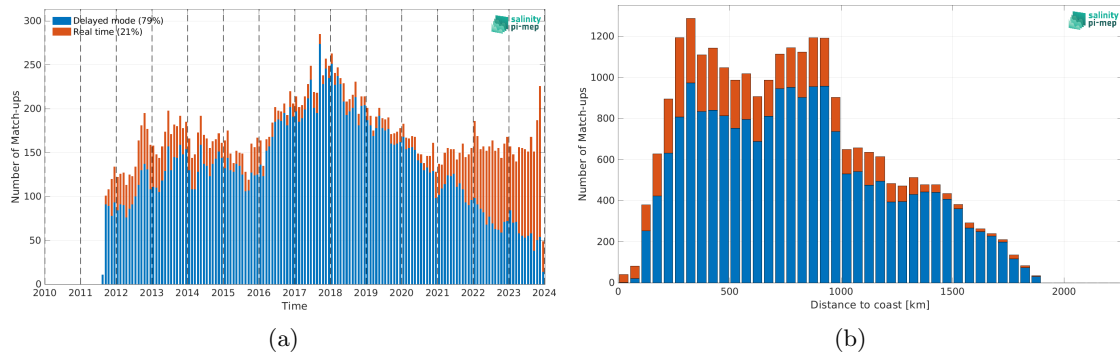 Delayed mode (79%)
Real time (21%)
salinity
pi-mep
Number of Match-ups
300
250
200
150
100
50
0
2010 2011 2012 2013 2014 2015 2016 2017 2018 2019 2020 2021 2022 2023 2024
Time
(a)
salinity
pi-mep
Number of Match-ups
1200
1000
800
600
400
200
0
0 500 1000 1500 2000
Distance to coast [km]
(b)